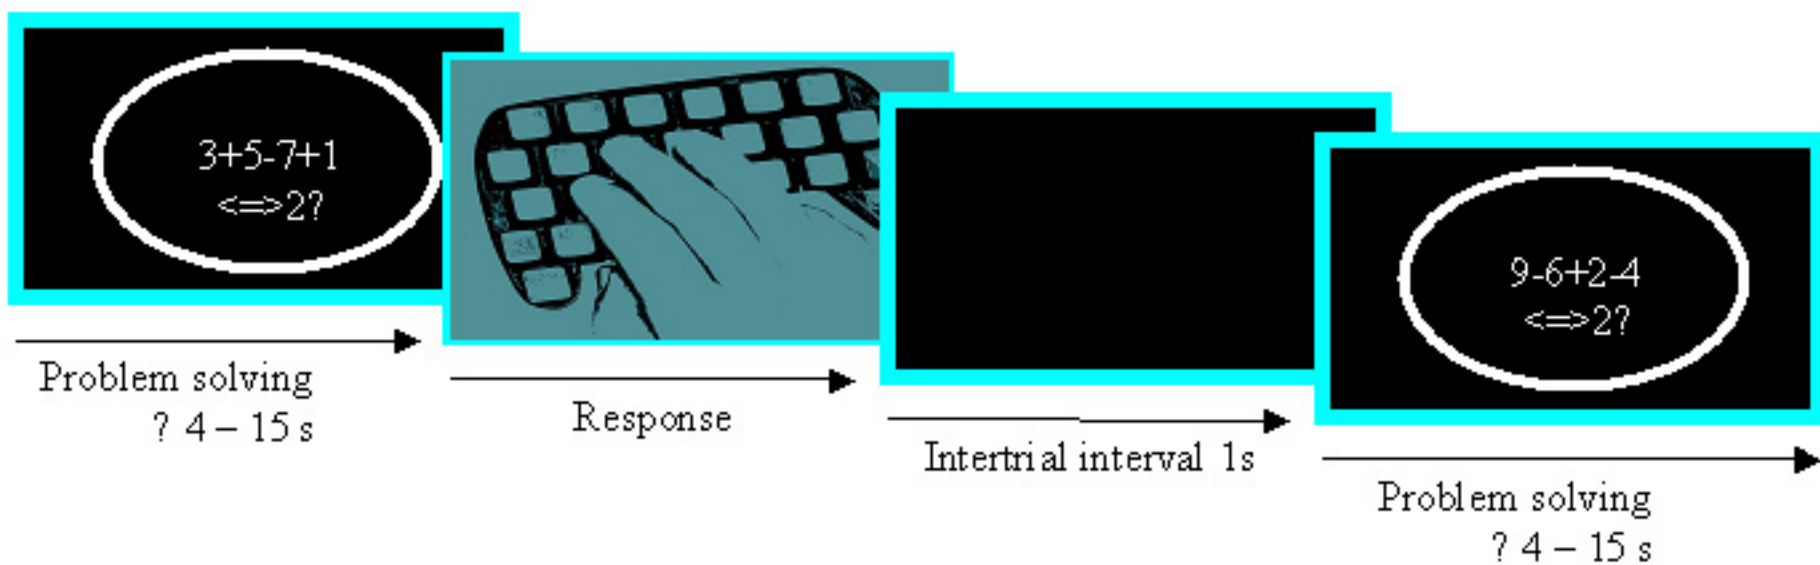 3+5-7+1
<=>2?
Problem solving
? 4 – 15 s
Response
Intertrial interval 1s
9-6+2-4
<=>2?
Problem solving
? 4 – 15 s